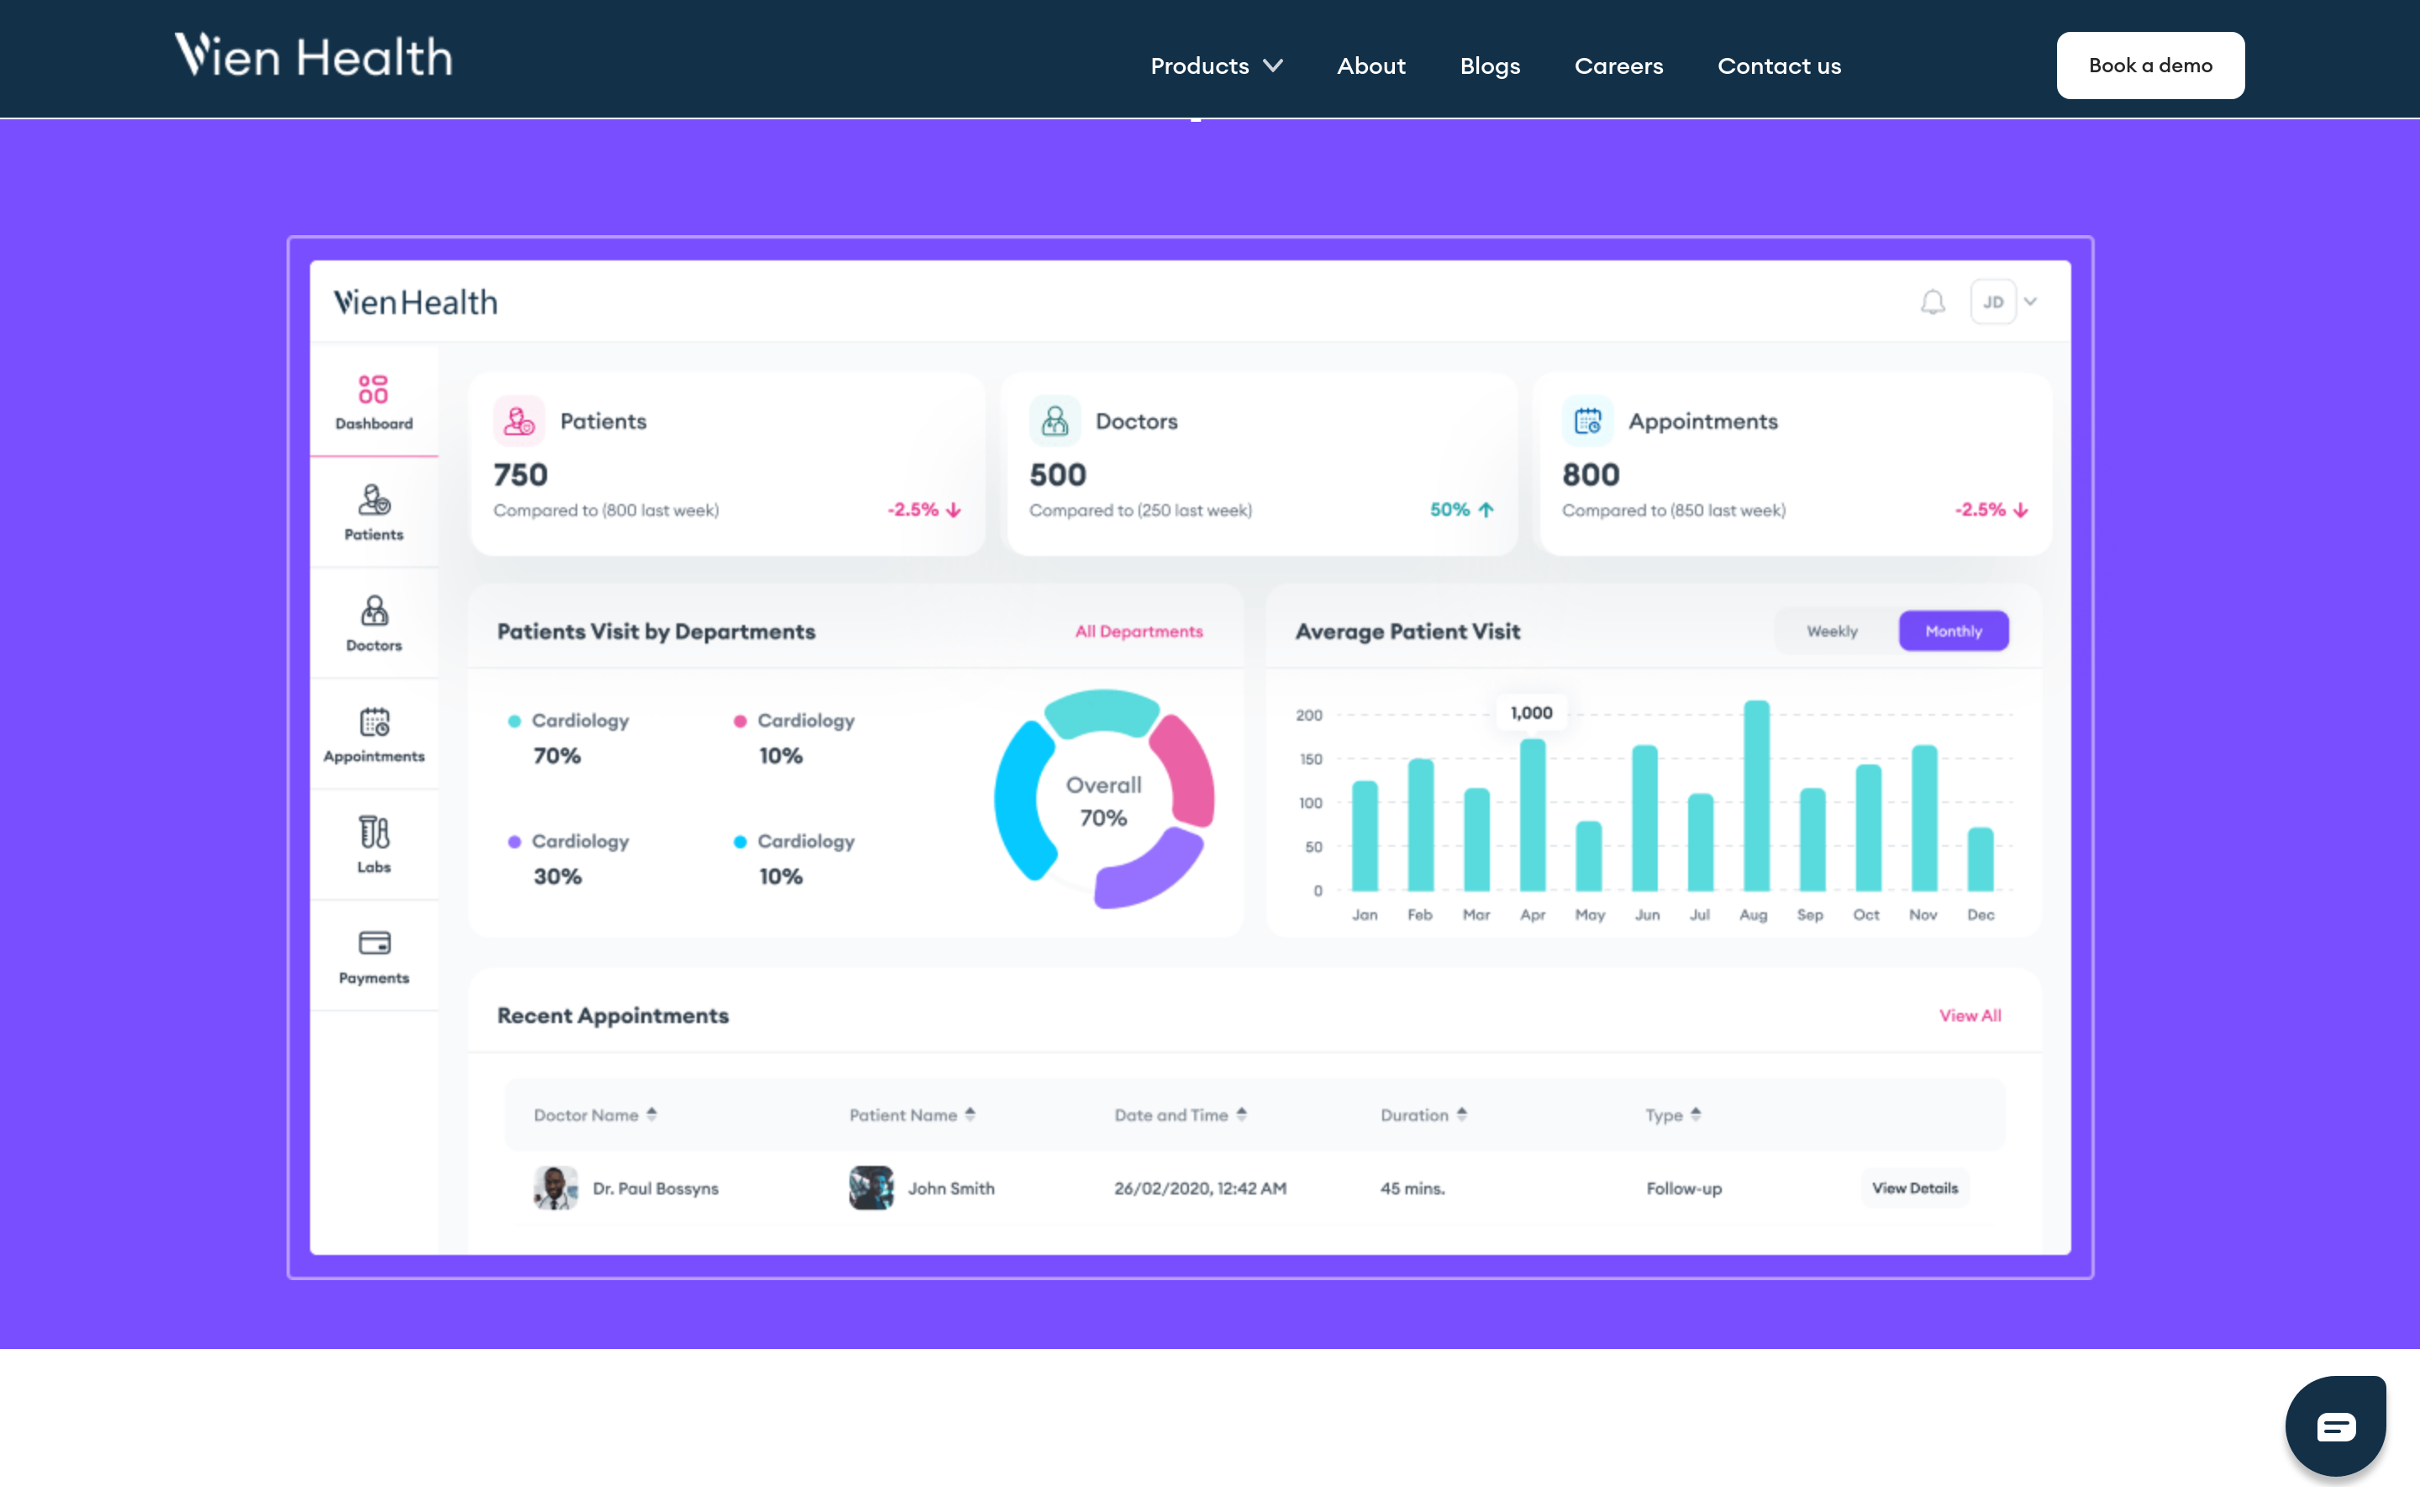 Vien Health
Products
About
Blogs
Careers
Contact us
Book a demo
Vien Health
JD
Dashboard
Patients
Doctors
Appointments
Labs
Payments
Patients
750
Compared to (800 last week)
-2.5%
Doctors
500
Compared to (250 last week)
50%
Appointments
800
Compared to (850 last week)
-2.5%
Patients Visit by Departments
All Departments
Cardiology
70%
Cardiology
10%
Cardiology
30%
Cardiology
10%
Overall
70%
Average Patient Visit
Weekly
Monthly
1,000
200
150
100
50
0
Jan Feb Mar Apr May Jun Jul Aug Sep Oct Nov Dec
Recent Appointments
View All
Doctor Name Patient Name Date and Time Duration Type
Dr. Paul Bossyns John Smith 26/02/2020, 12:42 AM 45 mins. Follow-up View Details